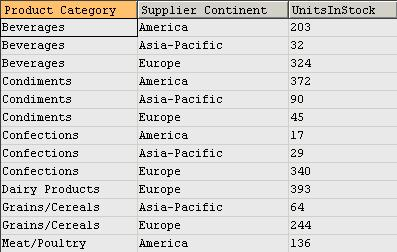 Product Category Supplier Continent UnitsInStock
Beverages America 203
Beverages Asia-Pacific 32
Beverages Europe 324
Condiments America 372
Condiments Asia-Pacific 90
Condiments Europe 45
Confections America 17
Confections Asia-Pacific 29
Confections Europe 340
Dairy Products Europe 393
Grains/Cereals Asia-Pacific 64
Grains/Cereals Europe 244
Meat/Poultry America 136